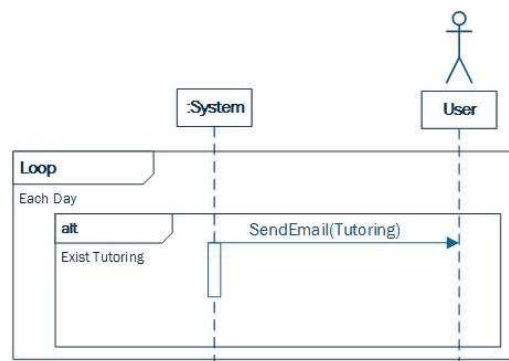 :System
User
Loop
Each Day
alt
SendEmail(Tutoring)
Exist Tutoring